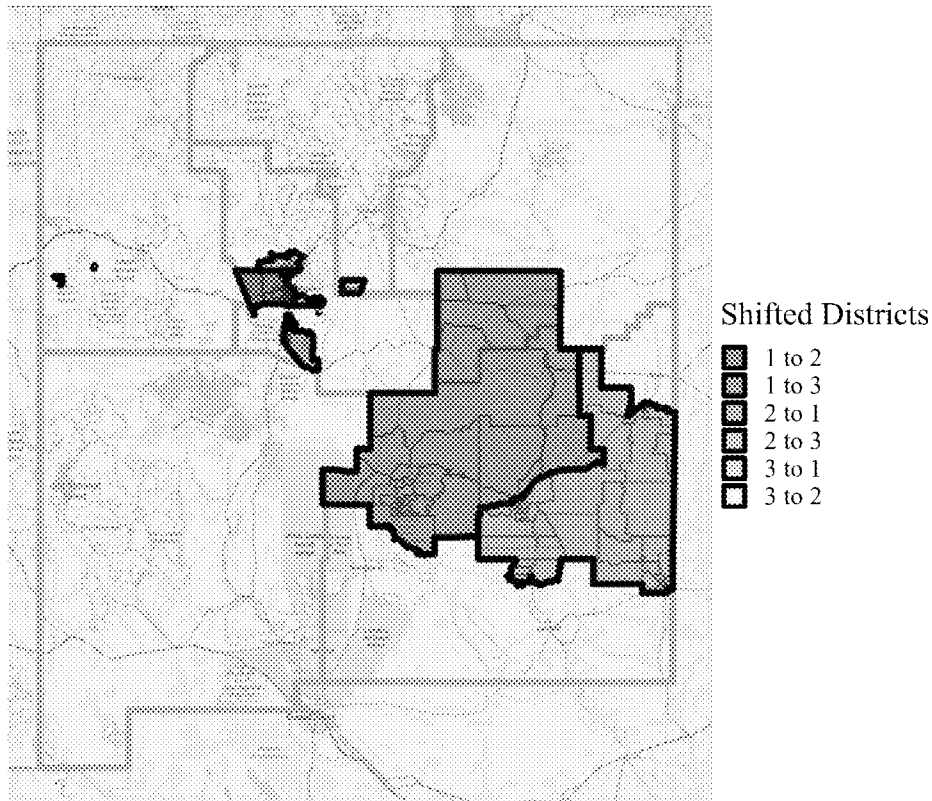 Shifted Districts
1 to 2
1 to 3
2 to 1
2 to 3
3 to 1
3 to 2